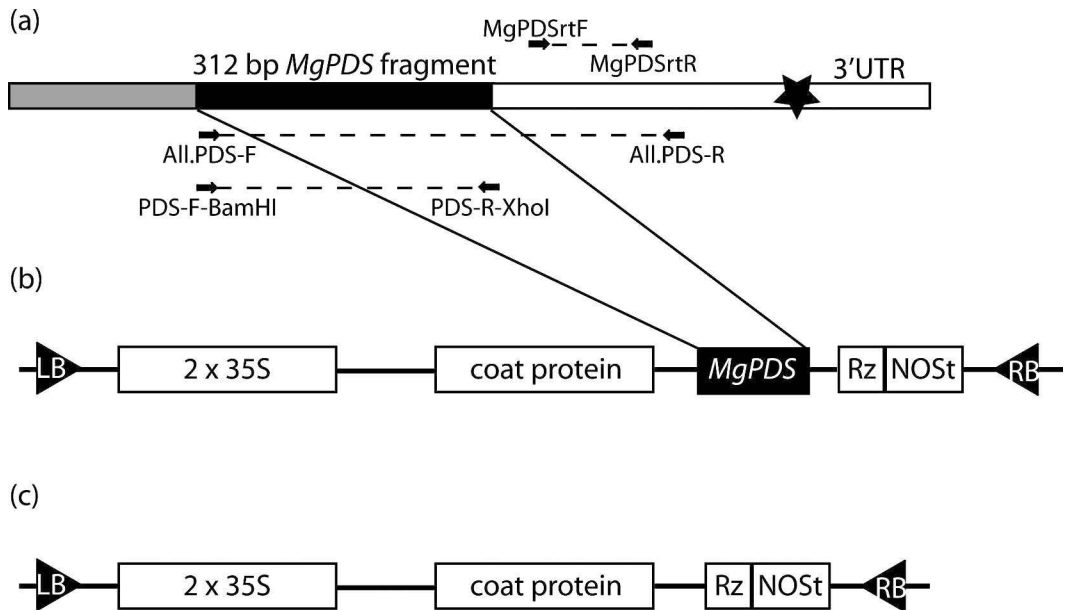 (a)
MgPDSrtF
312 bp MgPDS fragment
MgPDSrtR
3'UTR
All.PDS-F
All.PDS-R
PDS-F-BamHI
PDS-R-XhoI
(b)
LB
2 x 35S
coat protein
MgPDS
Rz
NOSt
RB
(c)
LB
2 x 35S
coat protein
Rz
NOSt
RB